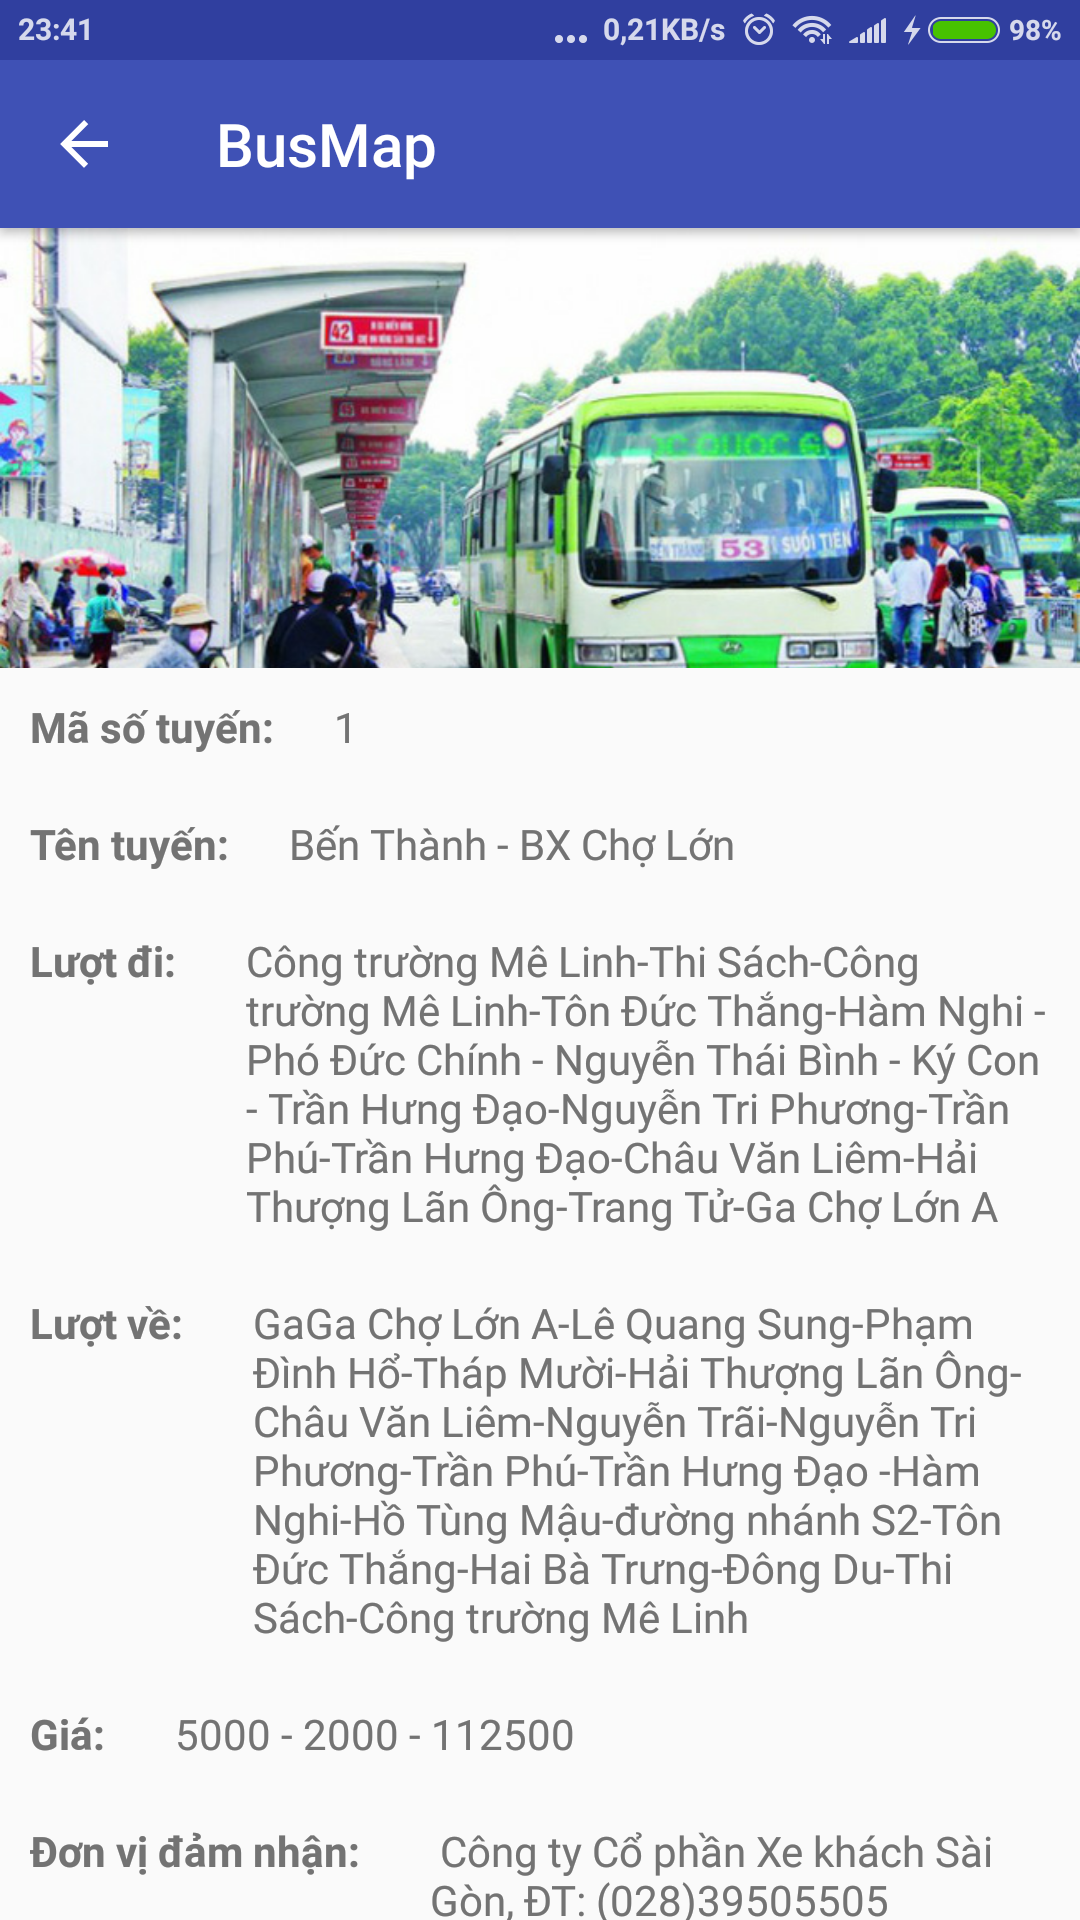 23:41
... 0,21KB/s 98%
BusMap
42
53
SUỐI TIÊN
Mã số tuyến: 1
Tên tuyến: Bến Thành - BX Chợ Lớn
Lượt đi: Công trường Mê Linh-Thi Sách-Công
trường Mê Linh-Tôn Đức Thắng-Hàm Nghi -
Phó Đức Chính - Nguyễn Thái Bình - Ký Con
- Trần Hưng Đạo-Nguyễn Tri Phương-Trần
Phú-Trần Hưng Đạo-Châu Văn Liêm-Hải
Thượng Lãn Ông-Trang Tử-Ga Chợ Lớn A
Lượt về: GaGa Chợ Lớn A-Lê Quang Sung-Phạm
Đình Hổ-Tháp Mười-Hải Thượng Lãn Ông-
Châu Văn Liêm-Nguyễn Trãi-Nguyễn Tri
Phương-Trần Phú-Trần Hưng Đạo -Hàm
Nghi-Hồ Tùng Mậu-đường nhánh S2-Tôn
Đức Thắng-Hai Bà Trưng-Đông Du-Thi
Sách-Công trường Mê Linh
Giá: 5000 - 2000 - 112500
Đơn vị đảm nhận: Công ty Cổ phần Xe khách Sài
Gòn, ĐT: (028)39505505